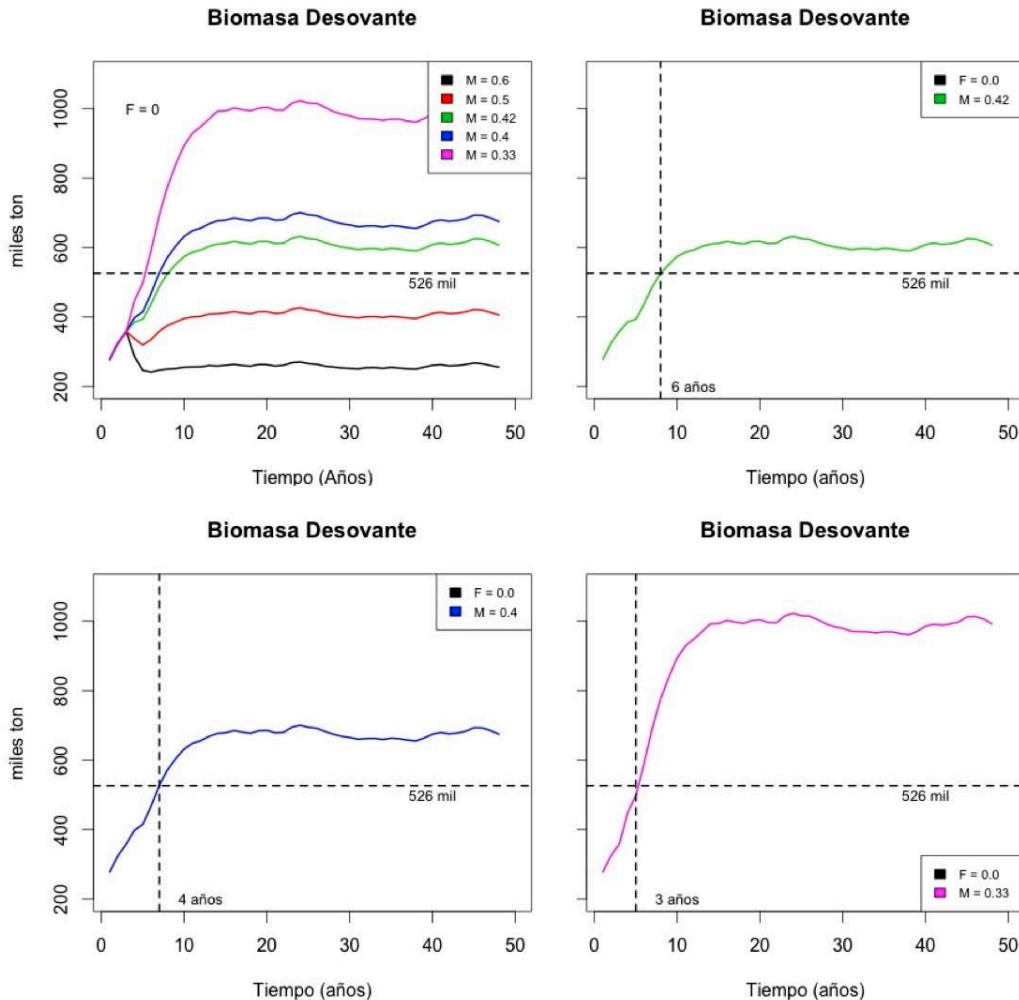 Biomasa Desovante
miles ton
1000
800
600
400
200
F = 0
M = 0.6
M = 0.5
M = 0.42
M = 0.4
M = 0.33
526 mil
0 10 20 30 40 50
Tiempo (Años)
Biomasa Desovante
F = 0.0
M = 0.42
526 mil
6 años
0 10 20 30 40 50
Tiempo (años)
Biomasa Desovante
miles ton
1000
800
600
400
200
F = 0.0
M = 0.4
526 mil
4 años
0 10 20 30 40 50
Tiempo (años)
Biomasa Desovante
526 mil
F = 0.0
M = 0.33
3 años
0 10 20 30 40 50
Tiempo (años)